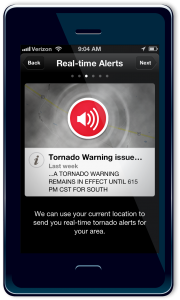 Verizon 9:04 AM
Back Real-time Alerts Next
Tornado Warning issue...
Last week
...A TORNADO WARNING
REMAINS IN EFFECT UNTIL 615
PM CST FOR SOUTH
We can use your current location to
send you real-time tornado alerts for
your area.